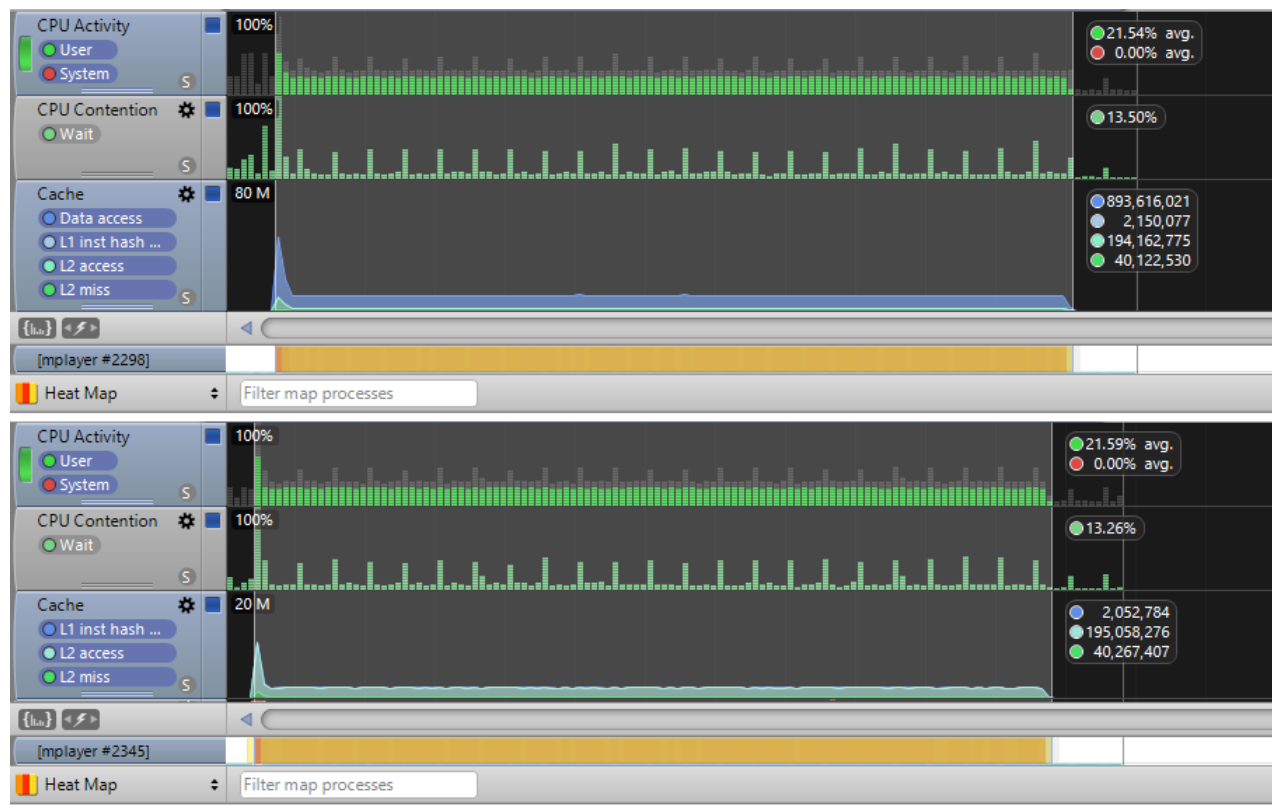 CPU Activity
User
System
S
100%
21.54% avg.
0.00% avg.
CPU Contention
Wait
S
100%
13.50%
Cache
Data access
L1 inst hash ...
L2 access
L2 miss
S
80 M
893,616,021
2,150,077
194,162,775
40,122,530
[mplayer #2298]
Heat Map
Filter map processes
CPU Activity
User
System
S
100%
21.59% avg.
0.00% avg.
CPU Contention
Wait
S
100%
13.26%
Cache
L1 inst hash ...
L2 access
L2 miss
S
20 M
2,052,784
195,058,276
40,267,407
[mplayer #2345]
Heat Map
Filter map processes